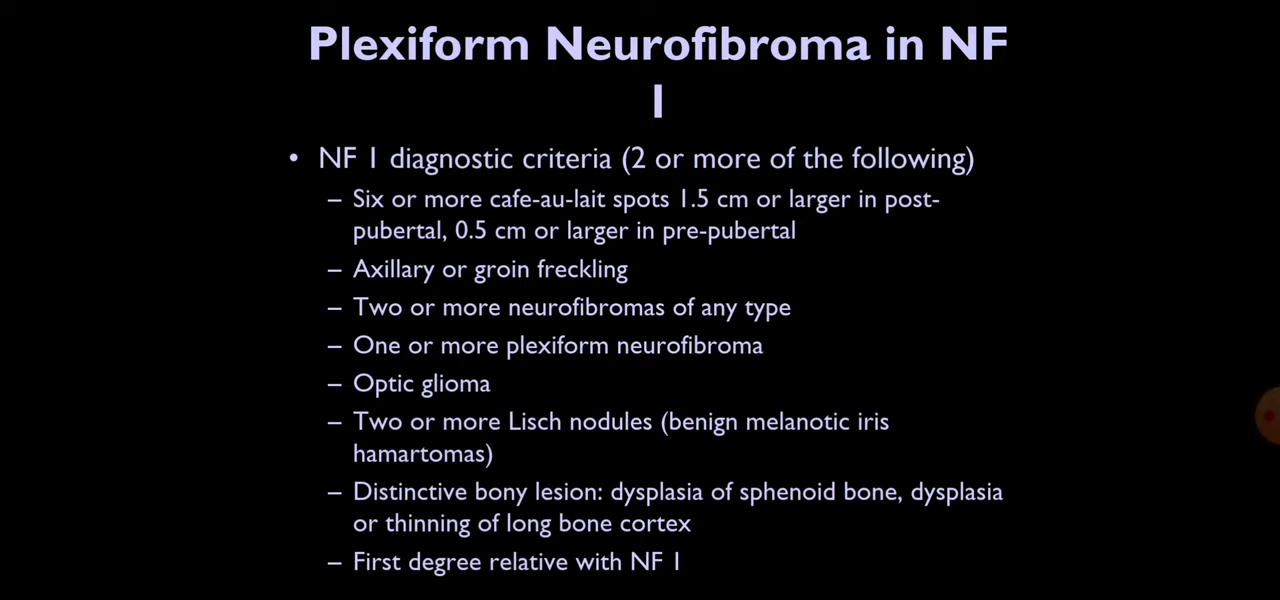 Plexiform Neurofibroma in NF
1
• NF 1 diagnostic criteria (2 or more of the following)
– Six or more cafe-au-lait spots 1.5 cm or larger in post-
pubertal, 0.5 cm or larger in pre-pubertal
– Axillary or groin freckling
– Two or more neurofibromas of any type
– One or more plexiform neurofibroma
– Optic glioma
– Two or more Lisch nodules (benign melanotic iris
hamartomas)
– Distinctive bony lesion: dysplasia of sphenoid bone, dysplasia
or thinning of long bone cortex
– First degree relative with NF 1